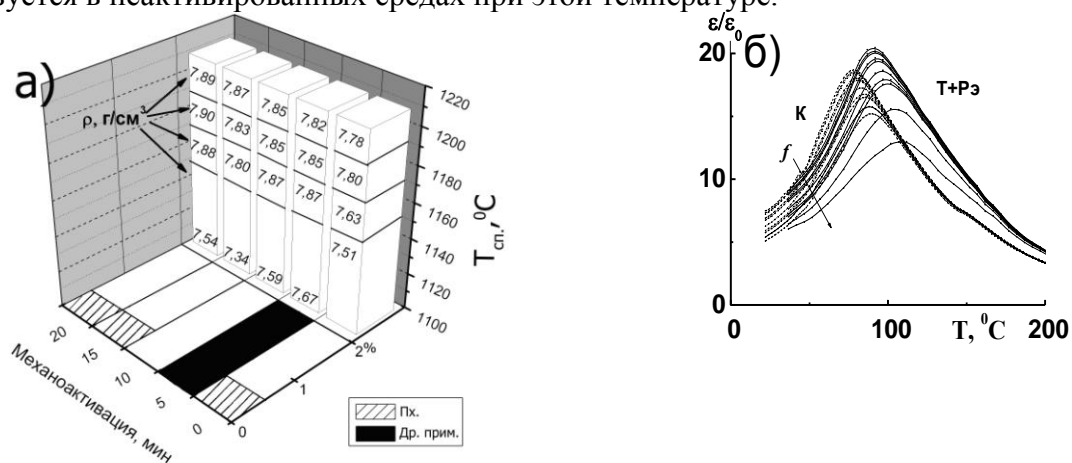 вуется в неактивированных средах при этой температуре.
а)
ρ, г/см³
7,89 7,87 7,85 7,82 7,78
7,90 7,83 7,85 7,85 7,80
7,88 7,80 7,87 7,87 7,63
7,54 7,34 7,59 7,67 7,51
1220
1200
1180
1160
1140
1120
1100
Tсп., ⁰C
20 15 10 5 0
Механоактивация, мин
0 1 2%
Пх.
Др. прим.
б)
ε/ε₀
20
10
0
К
Т+Рэ
f
0 100 200
T, ⁰C